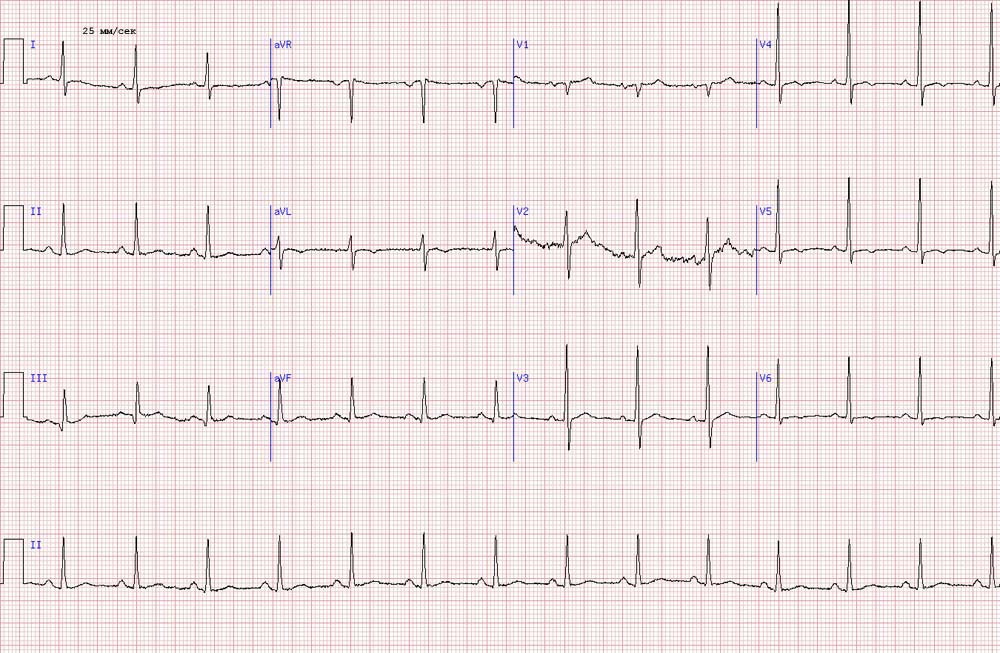 25 мм/сек
I aVR V1 V4
II aVL V2 V5
III aVF V3 V6
II